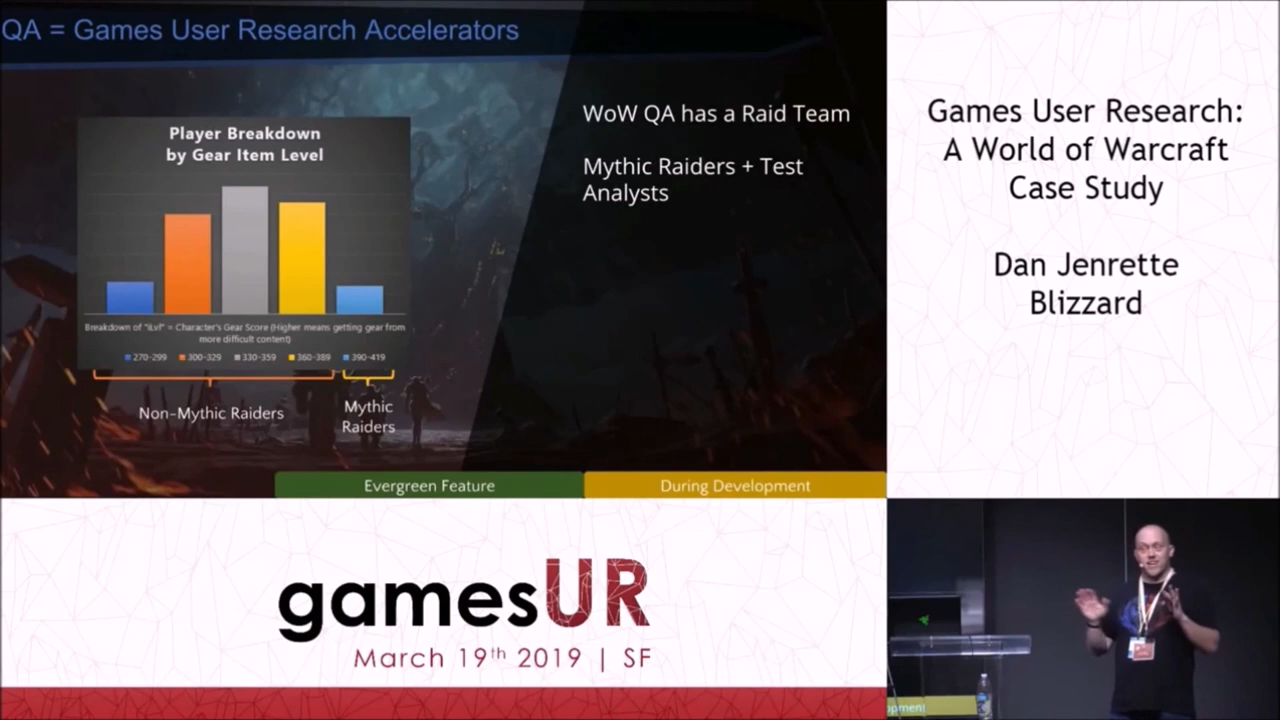 QA = Games User Research Accelerators
Player Breakdown
by Gear Item Level
Breakdown of "iLvl" = Character's Gear Score (Higher means getting gear from
more difficult content)
270-299 300-329 330-359 360-389 390-419
Non-Mythic Raiders
Mythic
Raiders
WoW QA has a Raid Team
Mythic Raiders + Test
Analysts
Evergreen Feature
During Development
Games User Research:
A World of Warcraft
Case Study
Dan Jenrette
Blizzard
gamesUR
March 19th 2019 | SF
opment